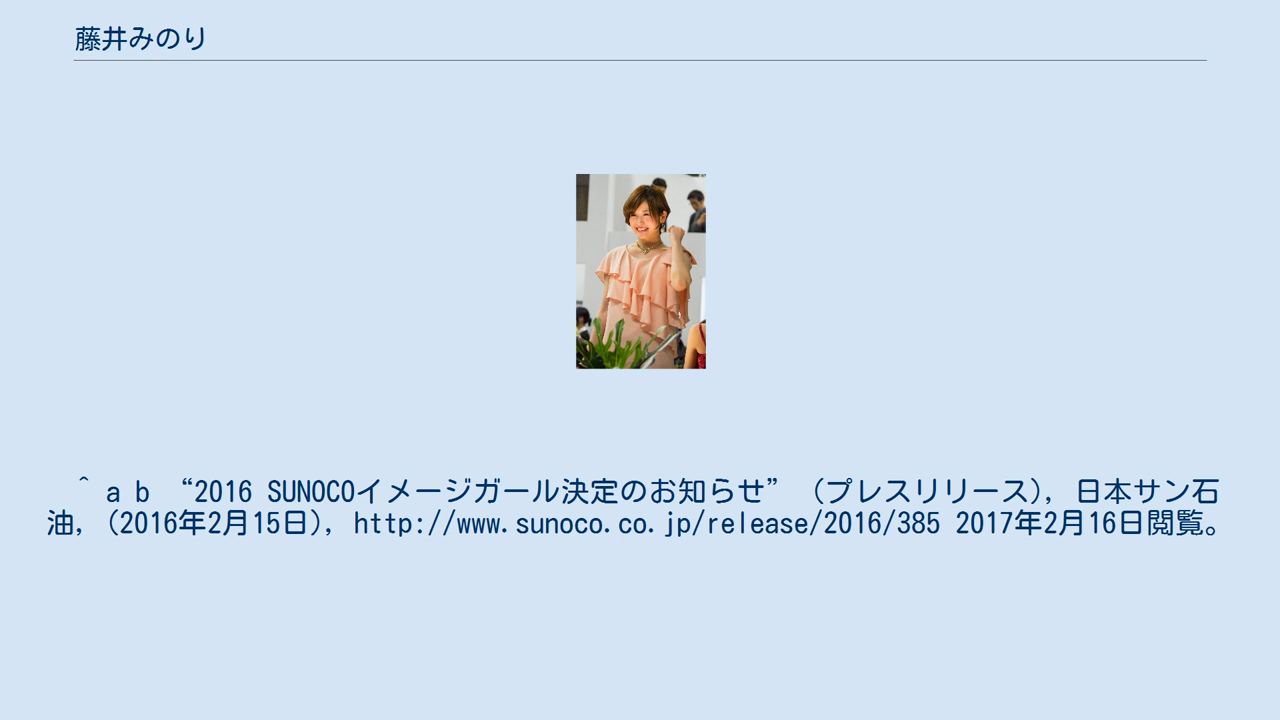 藤井みのり
^ a b “2016 SUNOCOイメージガール決定のお知らせ” (プレスリリース), 日本サン石
油, (2016年2月15日), http://www.sunoco.co.jp/release/2016/385 2017年2月16日閲覧。